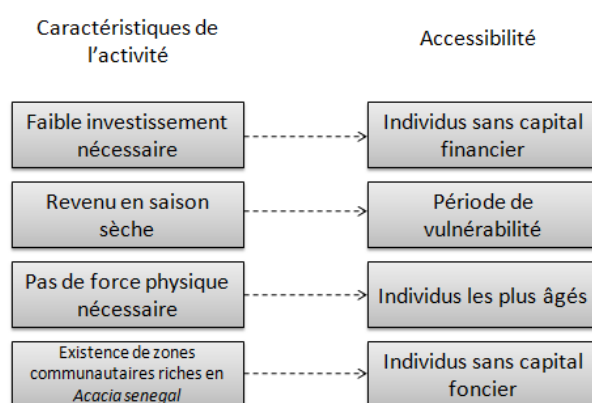 Caractéristiques de
l'activité
Accessibilité
Faible investissement
nécessaire
Individus sans capital
financier
Revenu en saison
sèche
Période de
vulnérabilité
Pas de force physique
nécessaire
Individus les plus âgés
Existence de zones
communautaires riches en
Acacia senegal
Individus sans capital
foncier